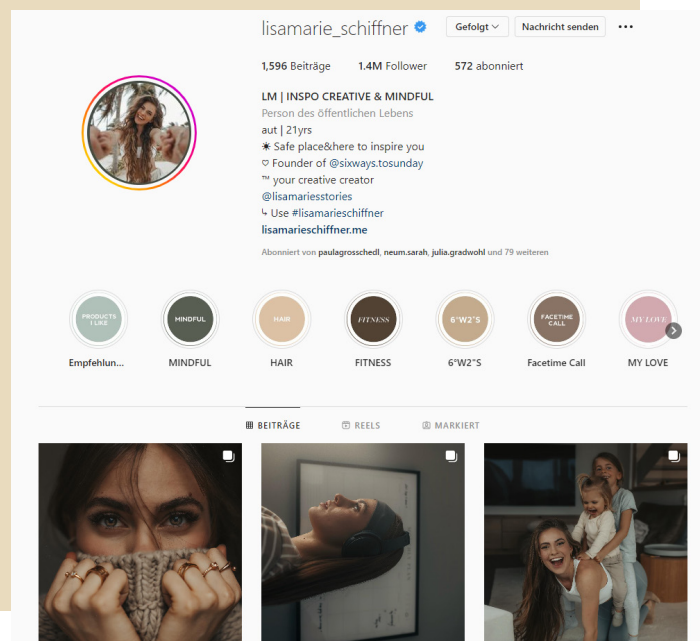 lisamarie_schiffner Gefolgt Nachricht senden
1,596 Beiträge 1.4M Follower 572 abonniert
LM | INSPO CREATIVE & MINDFUL
Person des öffentlichen Lebens
aut | 21yrs
☀ Safe place&here to inspire you
♡ Founder of @sixways.tosunday
™ your creative creator
@lisamariesstories
↳ Use #lisamarieschiffner
lisamarieschiffner.me
Abonniert von paulagrosschedl, neum.sarah, julia.gradwohl und 79 weiteren
PRODUCTS
I LIKE
MINDFUL
HAIR
FITNESS
6°W2"S
FACETIME
CALL
MY LOVE
Empfehlun... MINDFUL HAIR FITNESS 6°W2"S Facetime Call MY LOVE
BEITRÄGE REELS MARKIERT